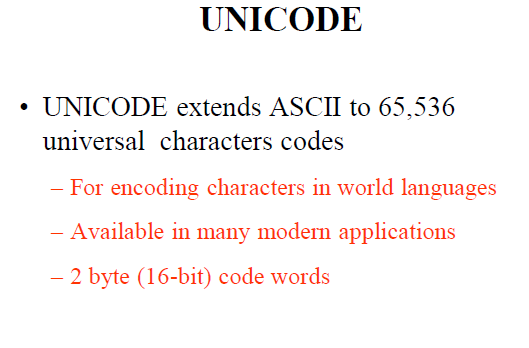 UNICODE
• UNICODE extends ASCII to 65,536
universal characters codes
– For encoding characters in world languages
– Available in many modern applications
– 2 byte (16-bit) code words